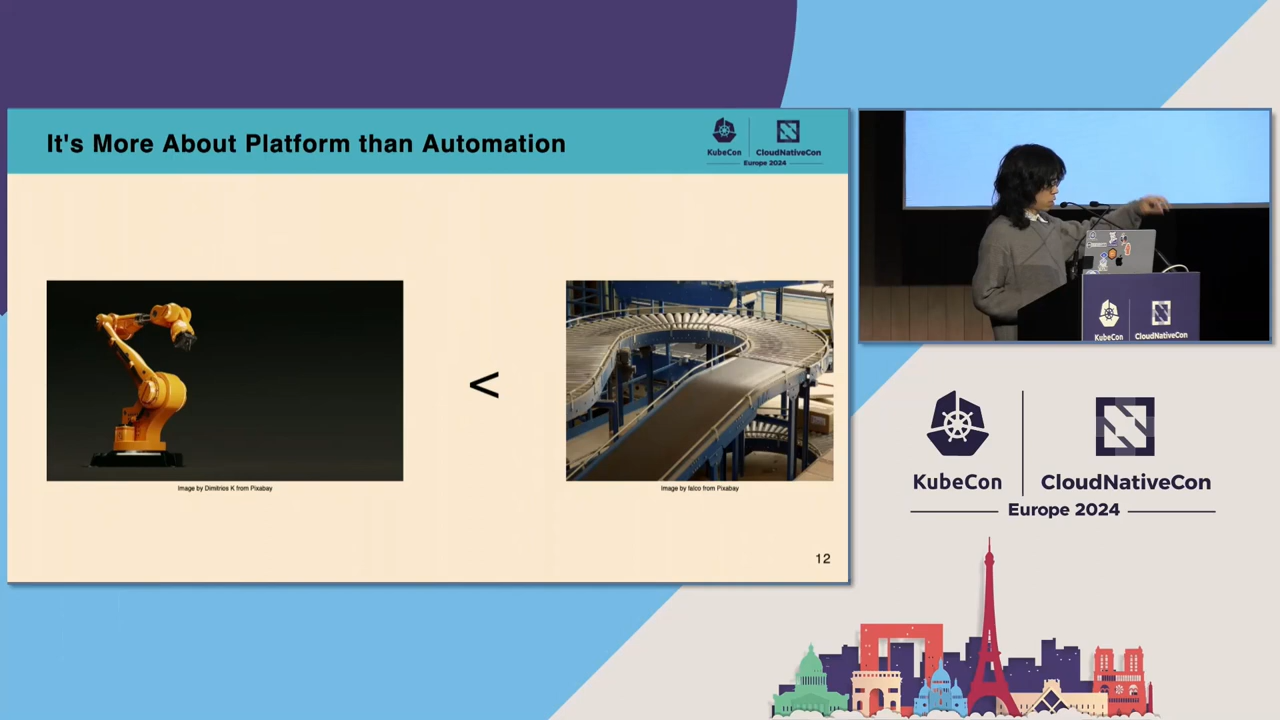 It's More About Platform than Automation
KubeCon
CloudNativeCon
Europe 2024
<
Image by Dimitrios K from Pixabay
Image by falco from Pixabay
12
KubeCon
CloudNativeCon
KubeCon
CloudNativeCon
Europe 2024